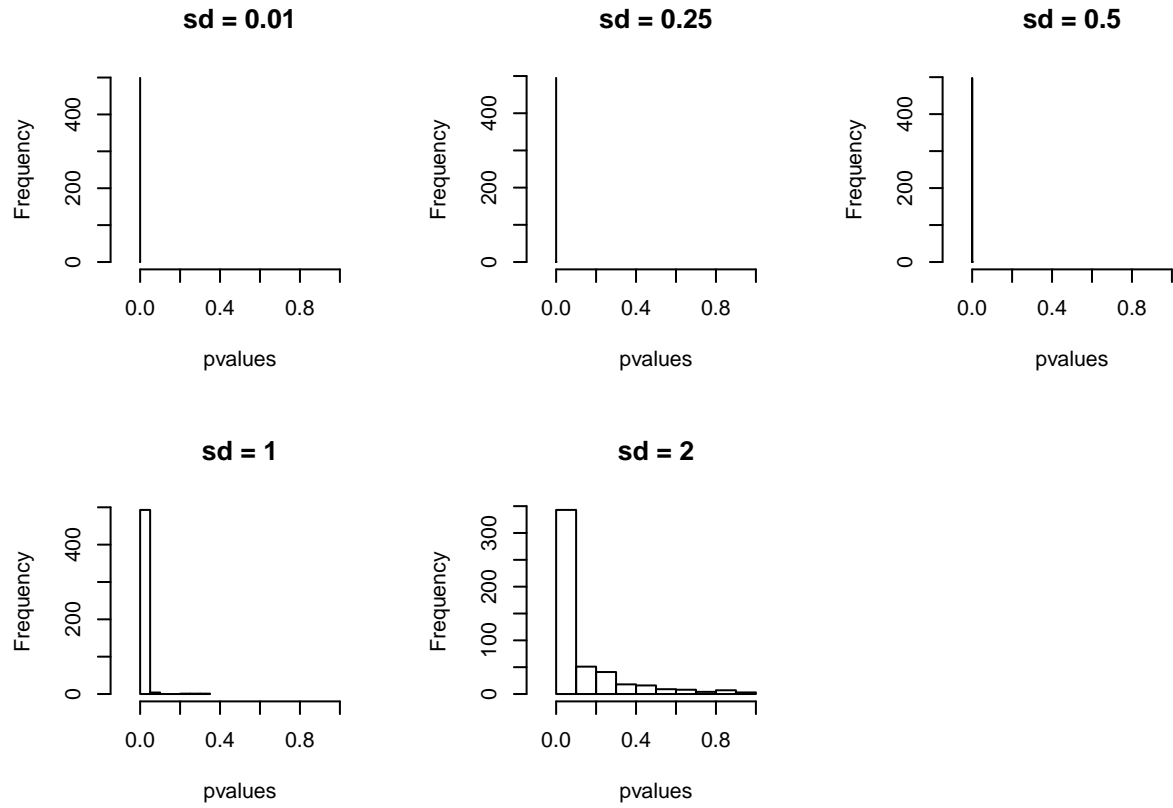 sd = 0.01
Frequency
0
200
400
0.0 0.4 0.8
pvalues
sd = 0.25
Frequency
0
200
400
0.0 0.4 0.8
pvalues
sd = 0.5
Frequency
0
200
400
0.0 0.4 0.8
pvalues
sd = 1
Frequency
0
200
400
0.0 0.4 0.8
pvalues
sd = 2
Frequency
0
100
200
300
0.0 0.4 0.8
pvalues